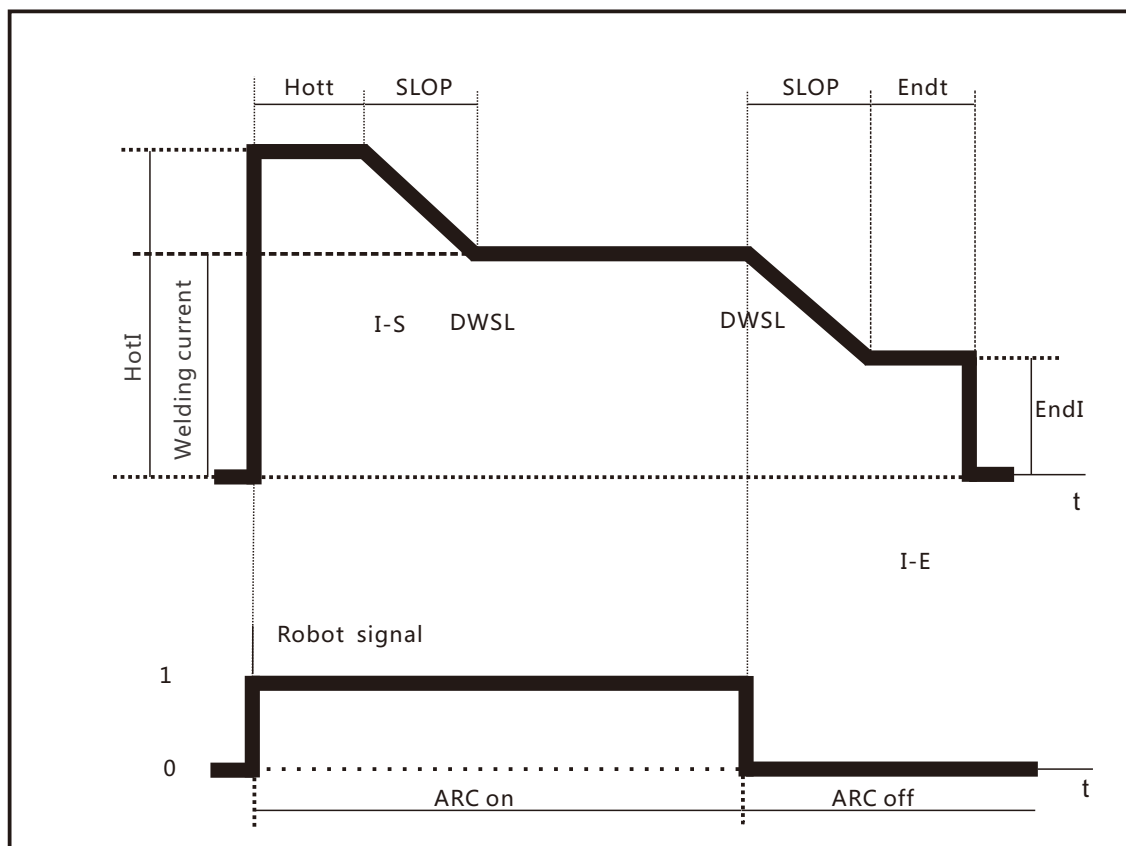 Hott SLOP SLOP Endt
HotI
Welding current
I-S DWSL DWSL
EndI
t
I-E
Robot signal
1
0
t
ARC on ARC off